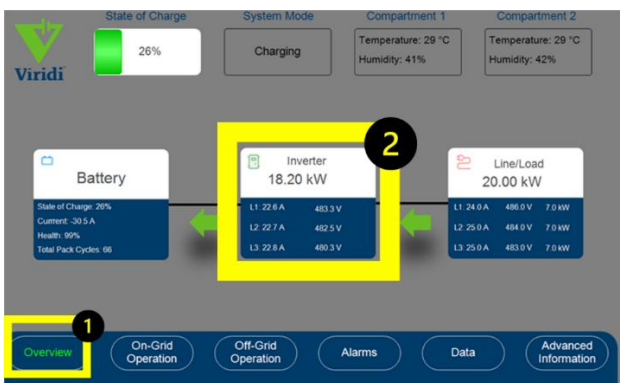 State of Charge
System Mode
Compartment 1
Compartment 2
Viridi
26%
Charging
Temperature: 29 °C
Humidity: 41%
Temperature: 29 °C
Humidity: 42%
2
Battery
State of Charge: 26%
Current: -30.5 A
Health: 99%
Total Pack Cycles: 66
Inverter
18.20 kW
L1: 22.6 A 483.3 V
L2: 22.7 A 482.5 V
L3: 22.8 A 480.3 V
Line/Load
20.00 kW
L1: 24.0 A 486.0 V 7.0 kW
L2: 25.0 A 484.0 V 7.0 kW
L3: 25.0 A 483.0 V 7.0 kW
1
Overview
On-Grid
Operation
Off-Grid
Operation
Alarms
Data
Advanced
Information